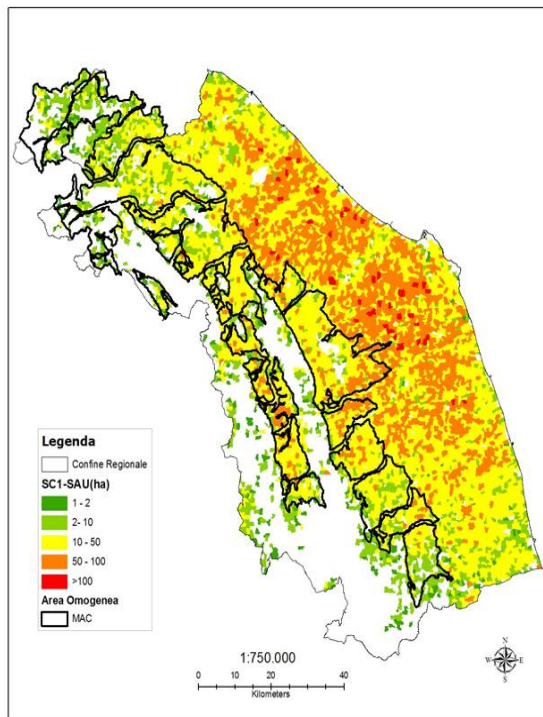 Legenda
Confine Regionale
SC1-SAU(ha)
1 - 2
2- 10
10 - 50
50 - 100
>100
Area Omogenea
MAC
1:750.000
0 10 20 40
Kilometers
N
W E
S